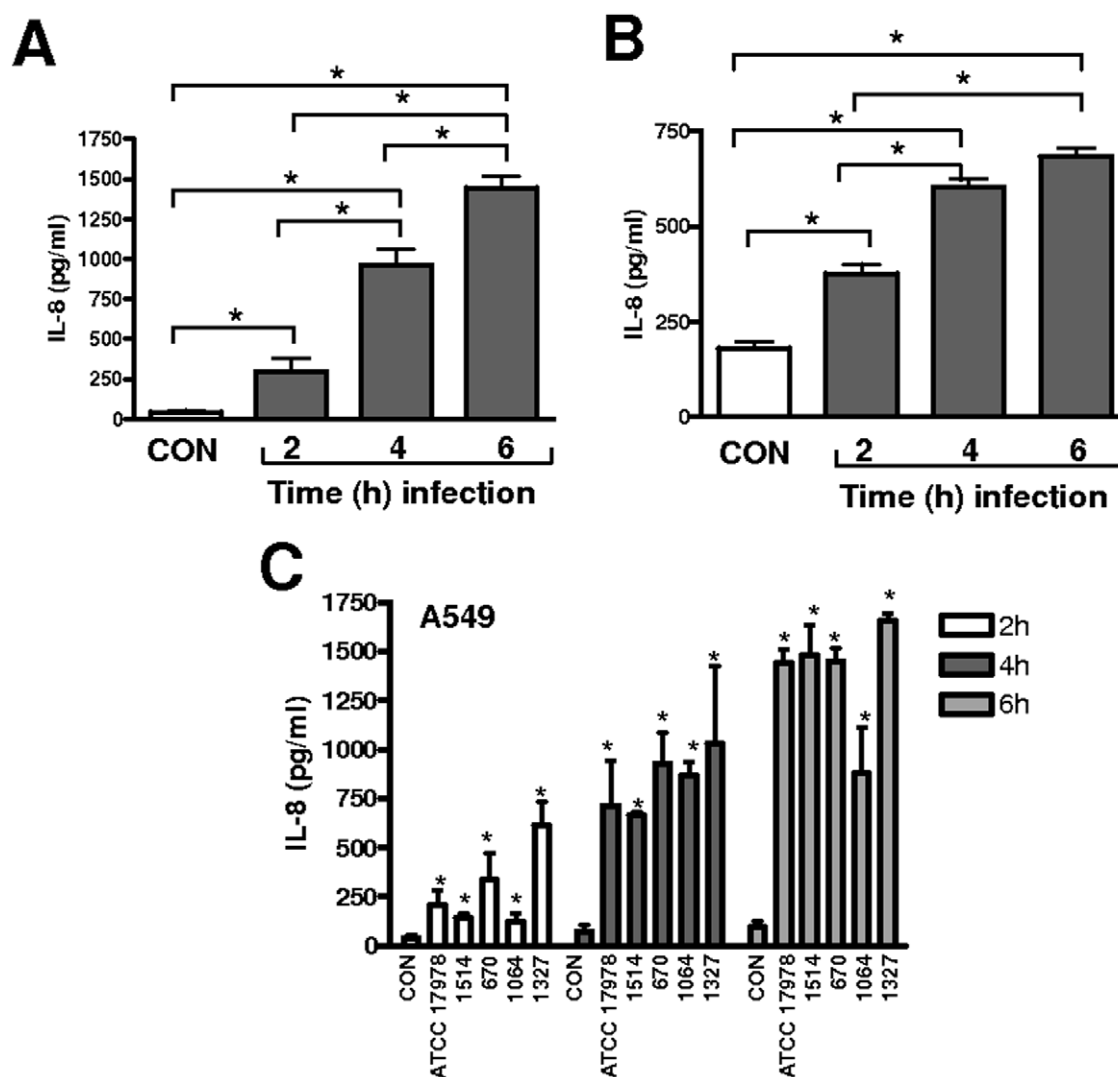 A
*
*
*
*
*
*
1750
1500
1250
1000
750
500
250
0
IL-8 (pg/ml)
CON
2
4
6
Time (h) infection
B
*
*
*
*
*
750
500
250
0
IL-8 (pg/ml)
CON
2
4
6
Time (h) infection
C
A549
1750
1500
1250
1000
750
500
250
0
IL-8 (pg/ml)
* * * * *
* * * * *
* * * * *
CON
ATCC 17978
1514
670
1064
1327
CON
ATCC 17978
1514
670
1064
1327
CON
ATCC 17978
1514
670
1064
1327
2h
4h
6h